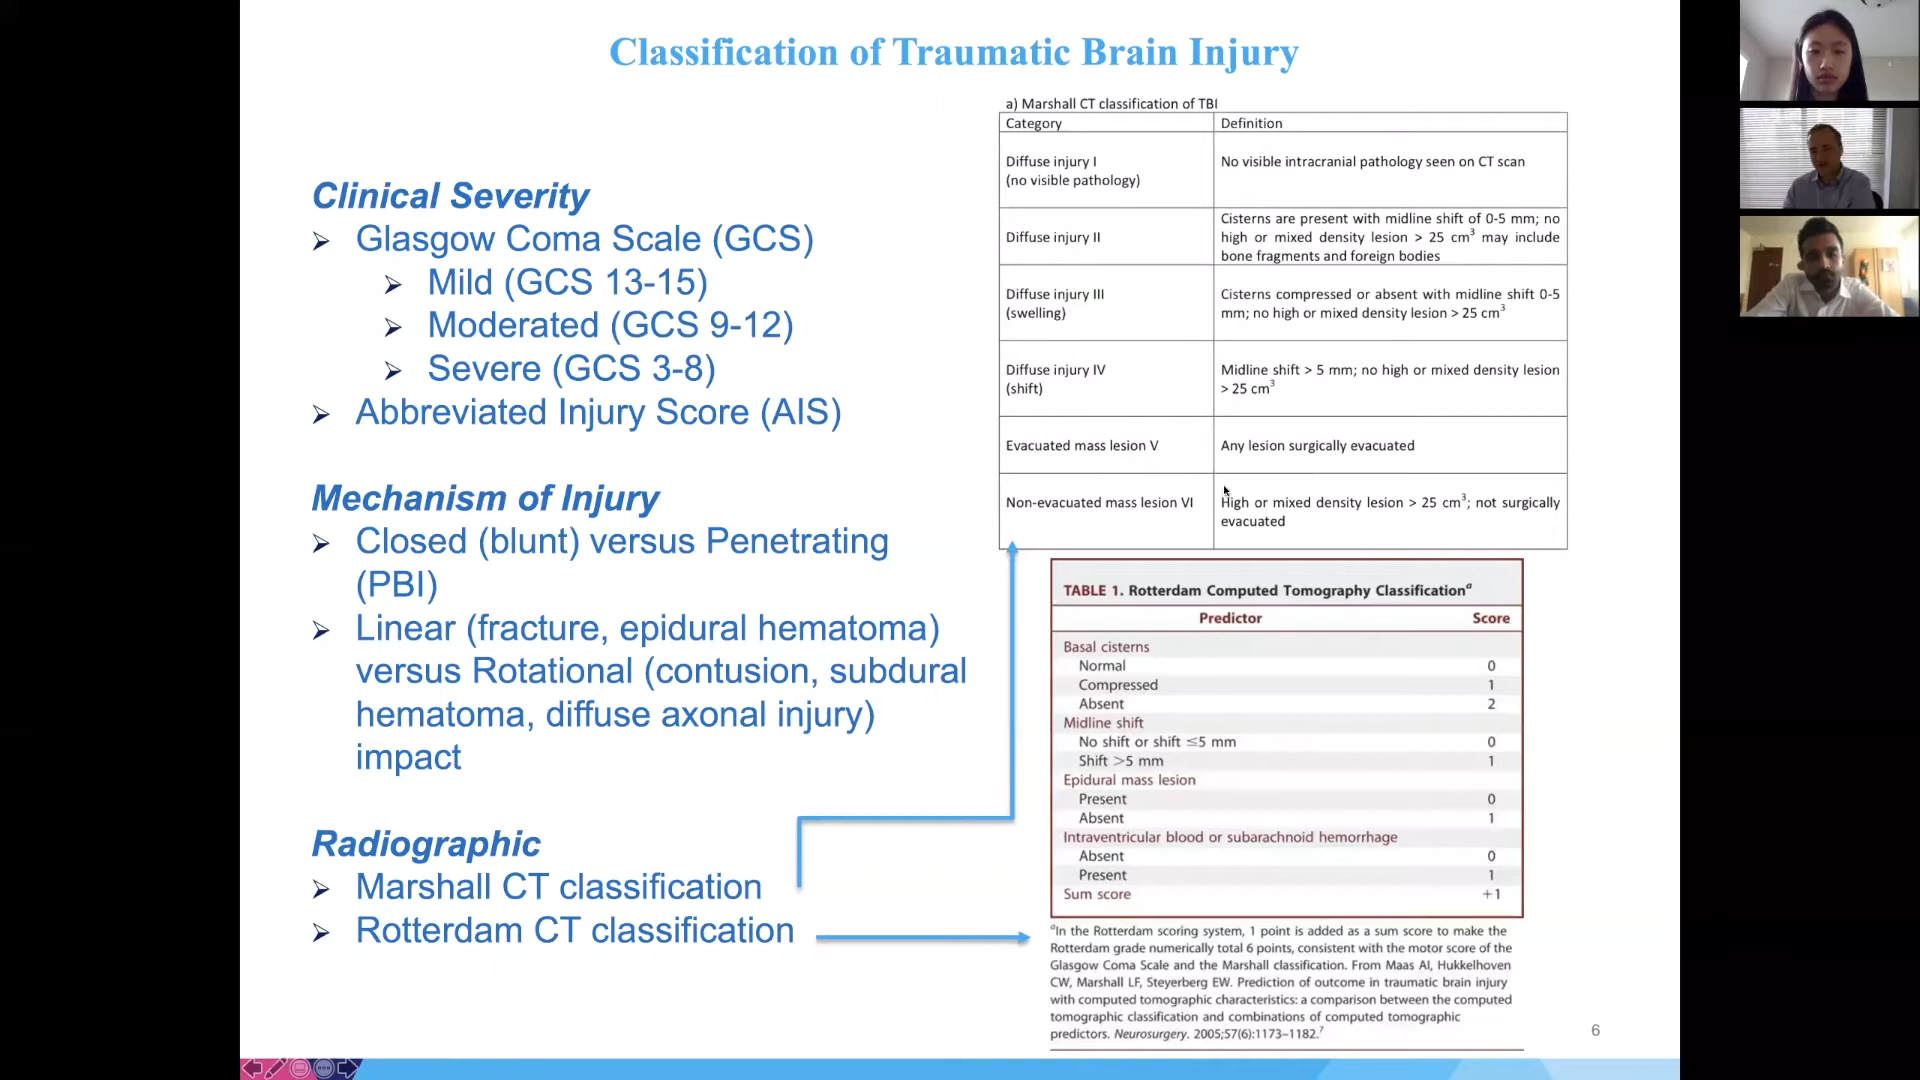 Classification of Traumatic Brain Injury
Clinical Severity
➢ Glasgow Coma Scale (GCS)
➢ Mild (GCS 13-15)
➢ Moderated (GCS 9-12)
➢ Severe (GCS 3-8)
➢ Abbreviated Injury Score (AIS)
Mechanism of Injury
➢ Closed (blunt) versus Penetrating
(PBI)
➢ Linear (fracture, epidural hematoma)
versus Rotational (contusion, subdural
hematoma, diffuse axonal injury)
impact
Radiographic
➢ Marshall CT classification
➢ Rotterdam CT classification
a) Marshall CT classification of TBI
Category Definition
Diffuse injury I No visible intracranial pathology seen on CT scan
(no visible pathology)
Diffuse injury II Cisterns are present with midline shift of 0-5 mm; no
high or mixed density lesion > 25 cm³ may include
bone fragments and foreign bodies
Diffuse injury III Cisterns compressed or absent with midline shift 0-5
(swelling) mm; no high or mixed density lesion > 25 cm³
Diffuse injury IV Midline shift > 5 mm; no high or mixed density lesion
(shift) > 25 cm³
Evacuated mass lesion V Any lesion surgically evacuated
Non-evacuated mass lesion VI High or mixed density lesion > 25 cm³; not surgically
evacuated
TABLE 1. Rotterdam Computed Tomography Classificationᵃ
Predictor Score
Basal cisterns
Normal 0
Compressed 1
Absent 2
Midline shift
No shift or shift ≤5 mm 0
Shift >5 mm 1
Epidural mass lesion
Present 0
Absent 1
Intraventricular blood or subarachnoid hemorrhage
Absent 0
Present 1
Sum score +1
ᵃIn the Rotterdam scoring system, 1 point is added as a sum score to make the
Rotterdam grade numerically total 6 points, consistent with the motor score of the
Glasgow Coma Scale and the Marshall classification. From Maas AI, Hukkelhoven
CW, Marshall LF, Steyerberg EW. Prediction of outcome in traumatic brain injury
with computed tomographic characteristics: a comparison between the computed
tomographic classification and combinations of computed tomographic
predictors. Neurosurgery. 2005;57(6):1173–1182.⁷
6